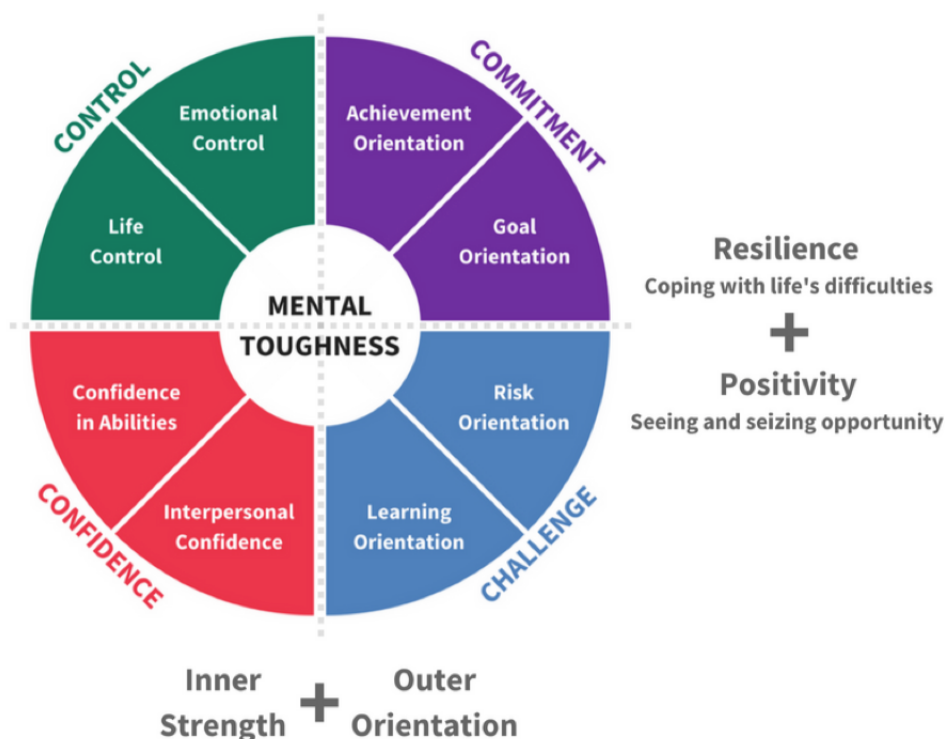 CONTROL
Emotional
Control
Life
Control
COMMITMENT
Achievement
Orientation
Goal
Orientation
MENTAL
TOUGHNESS
Confidence
in Abilities
Interpersonal
Confidence
CONFIDENCE
Risk
Orientation
Learning
Orientation
CHALLENGE
Resilience
Coping with life's difficulties
+
Positivity
Seeing and seizing opportunity
Inner
Strength
+
Outer
Orientation